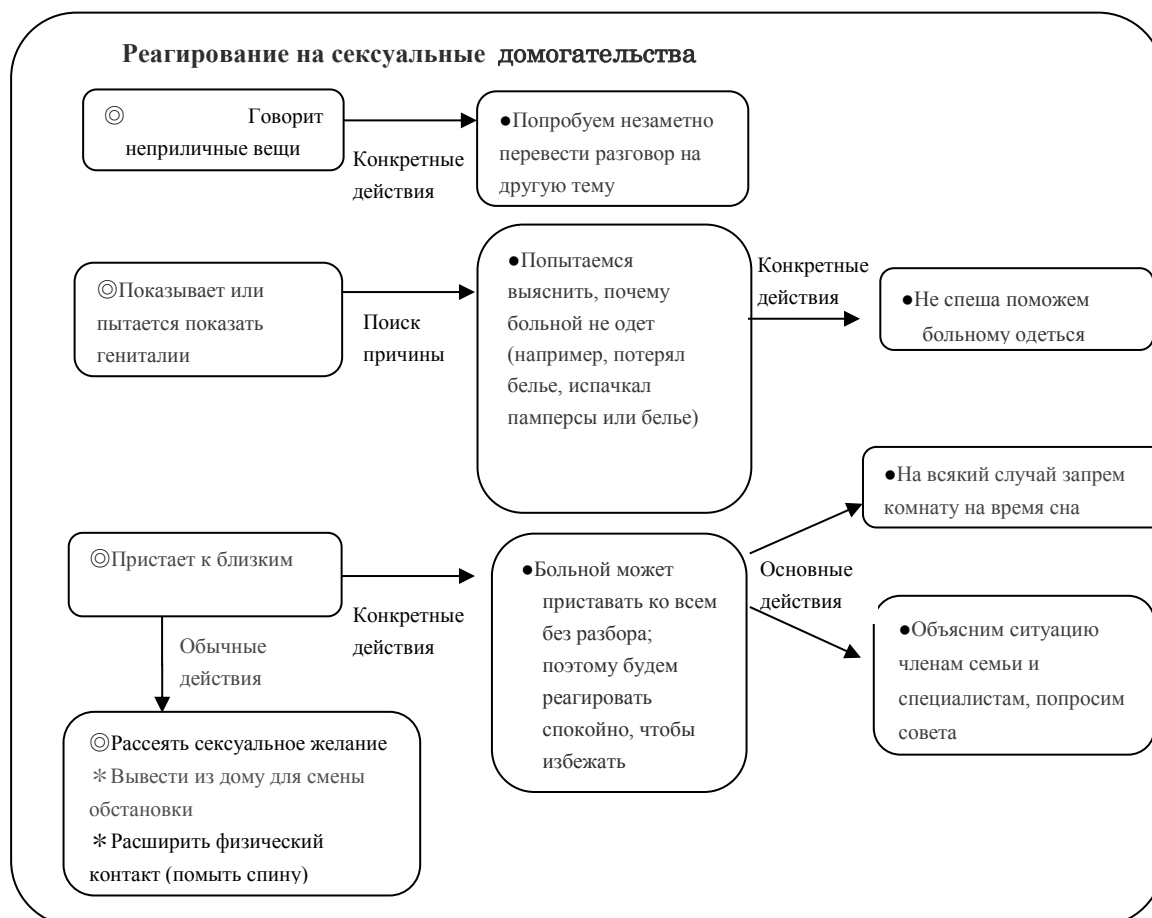 Реагирование на сексуальные домогательства
◎ Говорит
неприличные вещи
Конкретные
действия
●Попробуем незаметно
перевести разговор на
другую тему
◎Показывает или
пытается показать
гениталии
Поиск
причины
●Попытаемся
выяснить, почему
больной не одет
(например, потерял
белье, испачкал
памперсы или белье)
Конкретные
действия
●Не спеша поможем
больному одеться
◎Пристает к близким
Конкретные
действия
●Больной может
приставать ко всем
без разбора;
поэтому будем
реагировать
спокойно, чтобы
избежать
Основные
действия
●На всякий случай запрем
комнату на время сна
●Объясним ситуацию
членам семьи и
специалистам, попросим
совета
Обычные
действия
◎Рассеять сексуальное желание
＊Вывести из дому для смены
обстановки
＊Расширить физический
контакт (помыть спину)